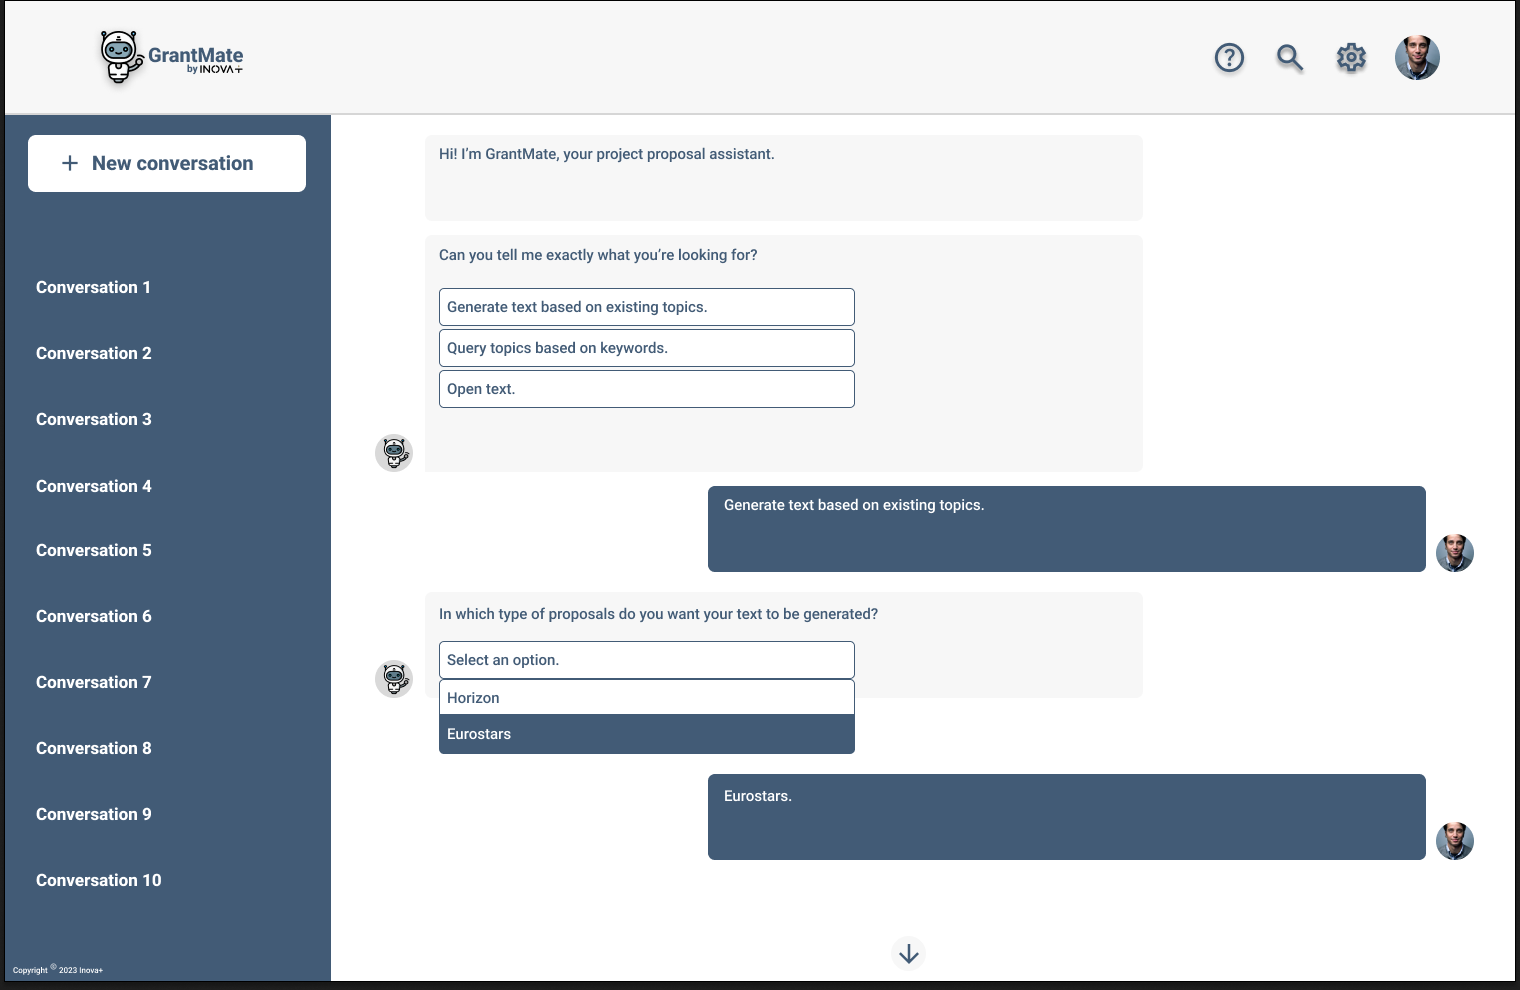 GrantMate
by INOVA+
+ New conversation
Conversation 1
Conversation 2
Conversation 3
Conversation 4
Conversation 5
Conversation 6
Conversation 7
Conversation 8
Conversation 9
Conversation 10
Copyright © 2023 Inova+
Hi! I’m GrantMate, your project proposal assistant.
Can you tell me exactly what you’re looking for?
Generate text based on existing topics.
Query topics based on keywords.
Open text.
Generate text based on existing topics.
In which type of proposals do you want your text to be generated?
Select an option.
Horizon
Eurostars
Eurostars.